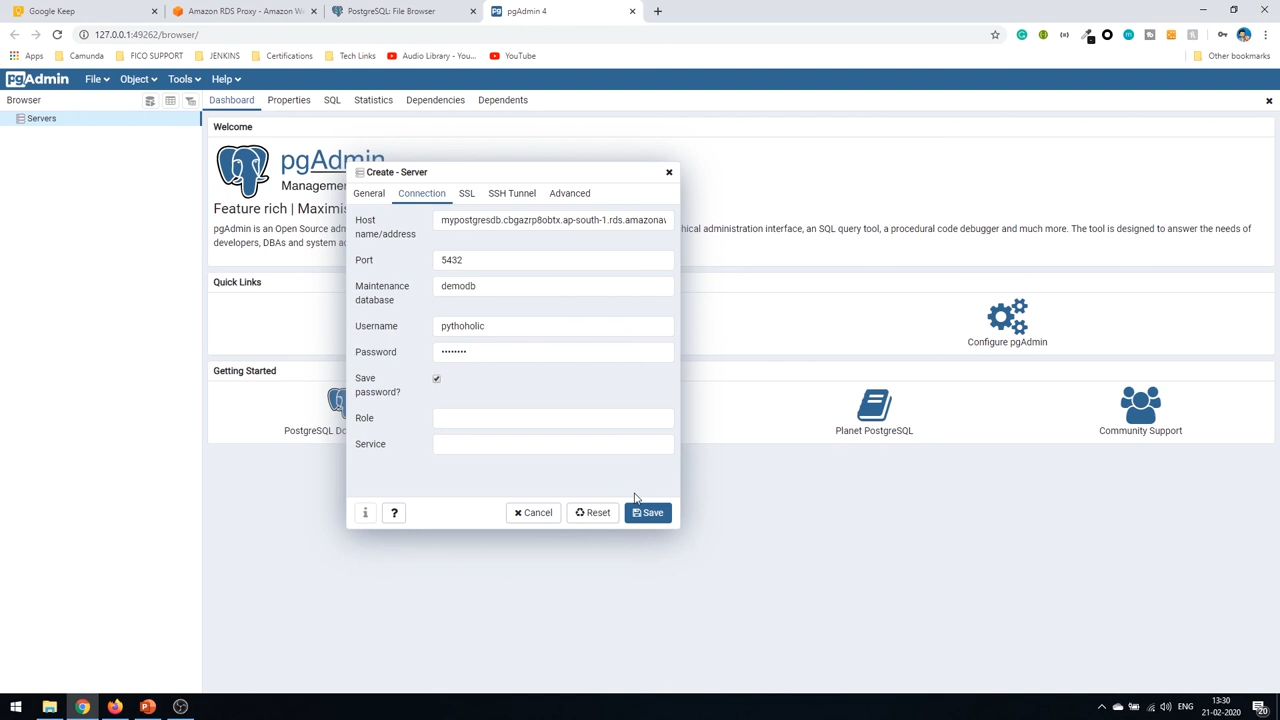 Google Keep
Amazon RDS Proxy - Amazon We
PostgreSQL: File Browser
pgAdmin 4
127.0.0.1:49262/browser/
Apps
Camunda
FICO SUPPORT
JENKINS
Certifications
Tech Links
Audio Library - You...
YouTube
Other bookmarks
pgAdmin
File
Object
Tools
Help
Browser
Dashboard
Properties
SQL
Statistics
Dependencies
Dependents
Servers
Welcome
pgAdmin
Management
Feature rich | Maximis
pgAdmin is an Open Source adm
hical administration interface, an SQL query tool, a procedural code debugger and much more. The tool is designed to answer the needs of
developers, DBAs and system a
Quick Links
Configure pgAdmin
Getting Started
PostgreSQL Do
Planet PostgreSQL
Community Support
Create - Server
General
Connection
SSL
SSH Tunnel
Advanced
Host name/address
mypostgresdb.cbgazrp8obtx.ap-south-1.rds.amazonav
Port
5432
Maintenance database
demodb
Username
pythoholic
Password
••••••••
Save password?
Role
Service
i
?
Cancel
Reset
Save
ENG
13:30
21-02-2020
20